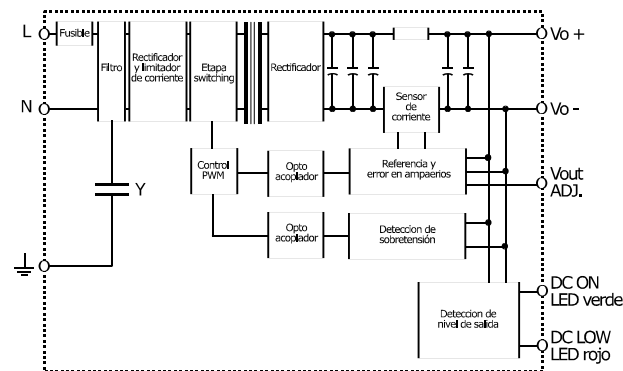 L
Fusible
Filtro
Rectificador
y limitador
de corriente
Etapa
switching
Rectificador
Vo +
N
Sensor
de
corriente
Vo -
Y
Control
PWM
Opto
acoplador
Referencia y
error en ampaerios
Vout
ADJ.
Opto
acoplador
Deteccion de
sobretensión
Deteccion de
nivel de salida
DC ON
LED verde
DC LOW
LED rojo